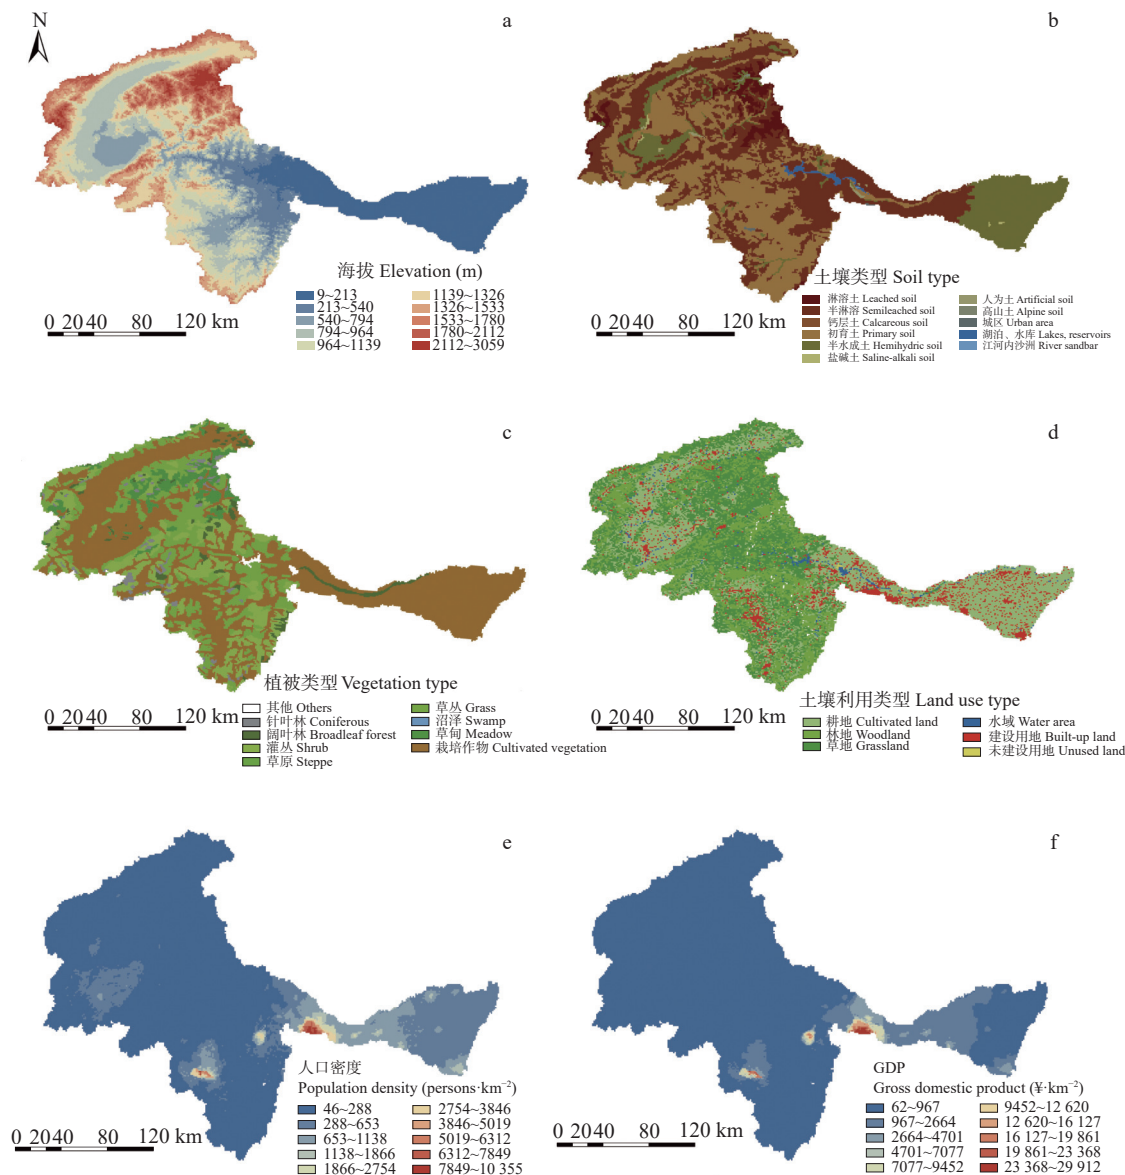 N
a
海拔 Elevation (m)
9~213
213~540
540~794
794~964
964~1139
1139~1326
1326~1533
1533~1780
1780~2112
2112~3059
0 20 40 80 120 km
b
土壤类型 Soil type
淋溶土 Leached soil
半淋溶 Semileached soil
钙层土 Calcareous soil
初育土 Primary soil
半水成土 Hemihydric soil
盐碱土 Saline-alkali soil
人为土 Artificial soil
高山土 Alpine soil
城区 Urban area
湖泊、水库 Lakes, reservoirs
江河内沙洲 River sandbar
0 20 40 80 120 km
c
植被类型 Vegetation type
其他 Others
针叶林 Coniferous
阔叶林 Broadleaf forest
灌丛 Shrub
草原 Steppe
草丛 Grass
沼泽 Swamp
草甸 Meadow
栽培作物 Cultivated vegetation
0 20 40 80 120 km
d
土壤利用类型 Land use type
耕地 Cultivated land
林地 Woodland
草地 Grassland
水域 Water area
建设用地 Built-up land
未建设用地 Unused land
0 20 40 80 120 km
e
人口密度
Population density (persons·km⁻²)
46~288
288~653
653~1138
1138~1866
1866~2754
2754~3846
3846~5019
5019~6312
6312~7849
7849~10 355
0 20 40 80 120 km
f
GDP
Gross domestic product (¥·km⁻²)
62~967
967~2664
2664~4701
4701~7077
7077~9452
9452~12 620
12 620~16 127
16 127~19 861
19 861~23 368
23 368~29 912
0 20 40 80 120 km